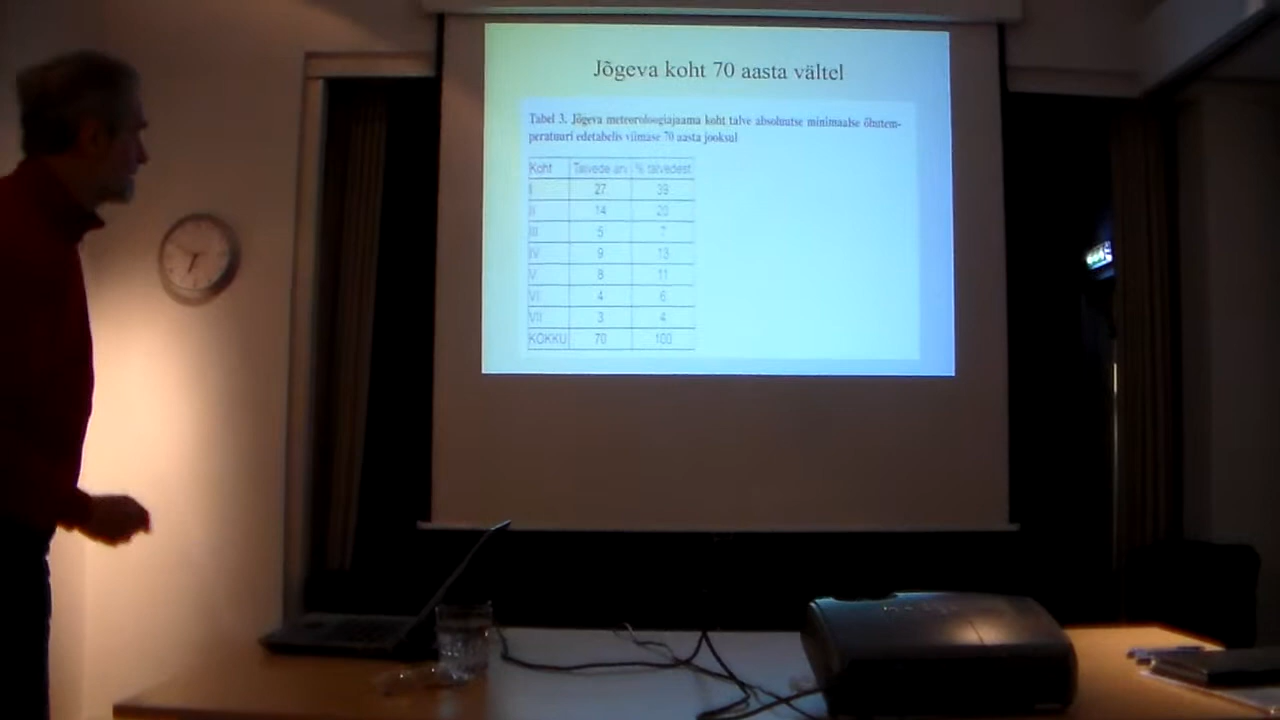 Jõgeva koht 70 aasta vältel
Tabel 3. Jõgeva meteoroloogiajaama koht talve absoluutse minimaalse õhutem-
peratuuri edetabelis viimase 70 aasta jooksul
Koht Talvede arv % talvedest
I 27 39
II 14 20
III 5 7
IV 9 13
V 8 11
VI 4 6
VII 3 4
KOKKU 70 100